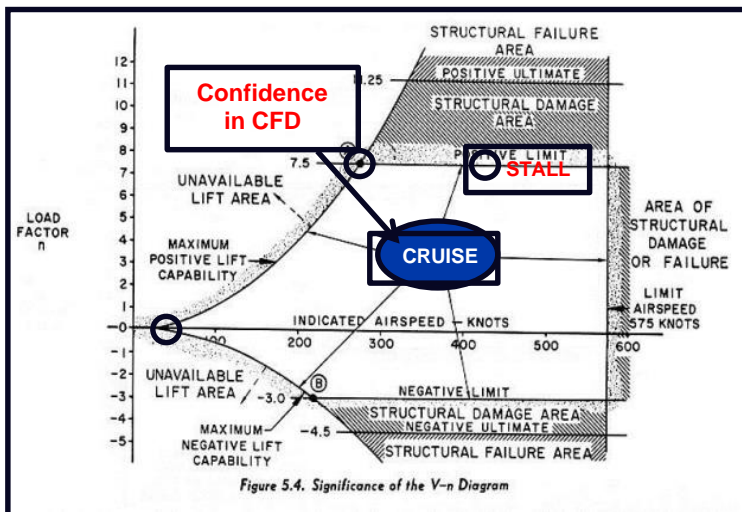 STRUCTURAL FAILURE
AREA
POSITIVE ULTIMATE
11.25
STRUCTURAL DAMAGE
AREA
Confidence
in CFD
POSITIVE LIMIT
7.5
STALL
UNAVAILABLE
LIFT AREA
LOAD
FACTOR
n
MAXIMUM
POSITIVE LIFT
CAPABILITY
CRUISE
AREA OF
STRUCTURAL
DAMAGE
OR FAILURE
LIMIT
AIRSPEED
575 KNOTS
12
11
10
9
8
7
6
5
4
3
2
1
0
-1
-2
-3
-4
-5
INDICATED AIRSPEED — KNOTS
100 200 300 400 500 600
UNAVAILABLE
LIFT AREA
B
-3.0
NEGATIVE LIMIT
MAXIMUM
NEGATIVE LIFT
CAPABILITY
STRUCTURAL DAMAGE AREA
-4.5
NEGATIVE ULTIMATE
STRUCTURAL FAILURE AREA
Figure 5.4. Significance of the V-n Diagram